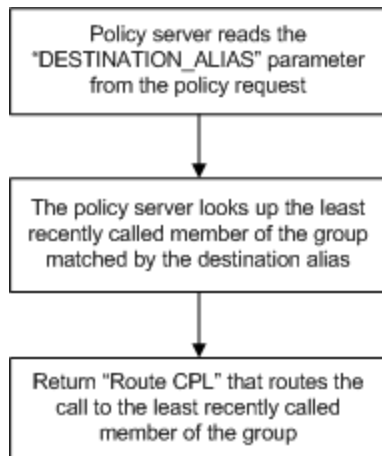 Policy server reads the
"DESTINATION_ALIAS" parameter
from the policy request
The policy server looks up the least
recently called member of the group
matched by the destination alias
Return "Route CPL" that routes the
call to the least recently called
member of the group